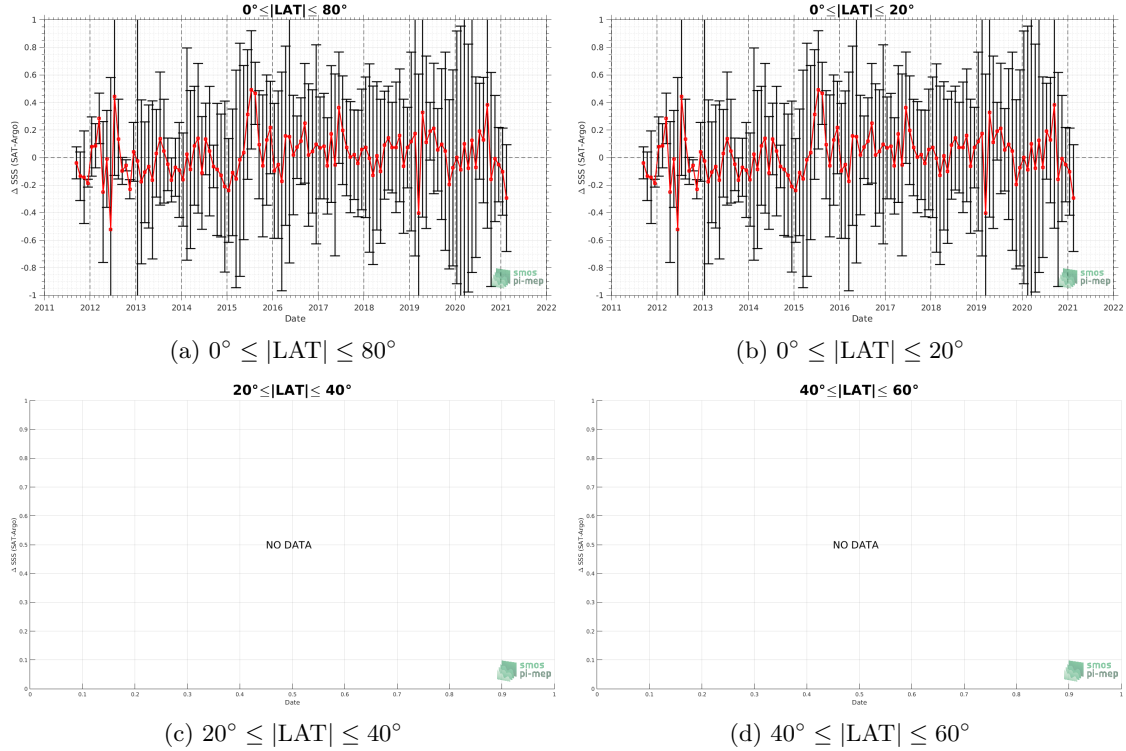 0°≤|LAT|≤ 80°
Δ SSS (SAT-Argo)
1
0.8
0.6
0.4
0.2
0
-0.2
-0.4
-0.6
-0.8
-1
2011 2012 2013 2014 2015 2016 2017 2018 2019 2020 2021 2022
Date
smos
pi-mep
(a) 0° ≤ |LAT| ≤ 80°
0°≤|LAT|≤ 20°
Δ SSS (SAT-Argo)
1
0.8
0.6
0.4
0.2
0
-0.2
-0.4
-0.6
-0.8
-1
2011 2012 2013 2014 2015 2016 2017 2018 2019 2020 2021 2022
Date
smos
pi-mep
(b) 0° ≤ |LAT| ≤ 20°
20°≤|LAT|≤ 40°
Δ SSS (SAT-Argo)
1
0.9
0.8
0.7
0.6
0.5
0.4
0.3
0.2
0.1
0
NO DATA
0 0.1 0.2 0.3 0.4 0.5 0.6 0.7 0.8 0.9 1
Date
smos
pi-mep
(c) 20° ≤ |LAT| ≤ 40°
40°≤|LAT|≤ 60°
Δ SSS (SAT-Argo)
1
0.9
0.8
0.7
0.6
0.5
0.4
0.3
0.2
0.1
0
NO DATA
0 0.1 0.2 0.3 0.4 0.5 0.6 0.7 0.8 0.9 1
Date
smos
pi-mep
(d) 40° ≤ |LAT| ≤ 60°